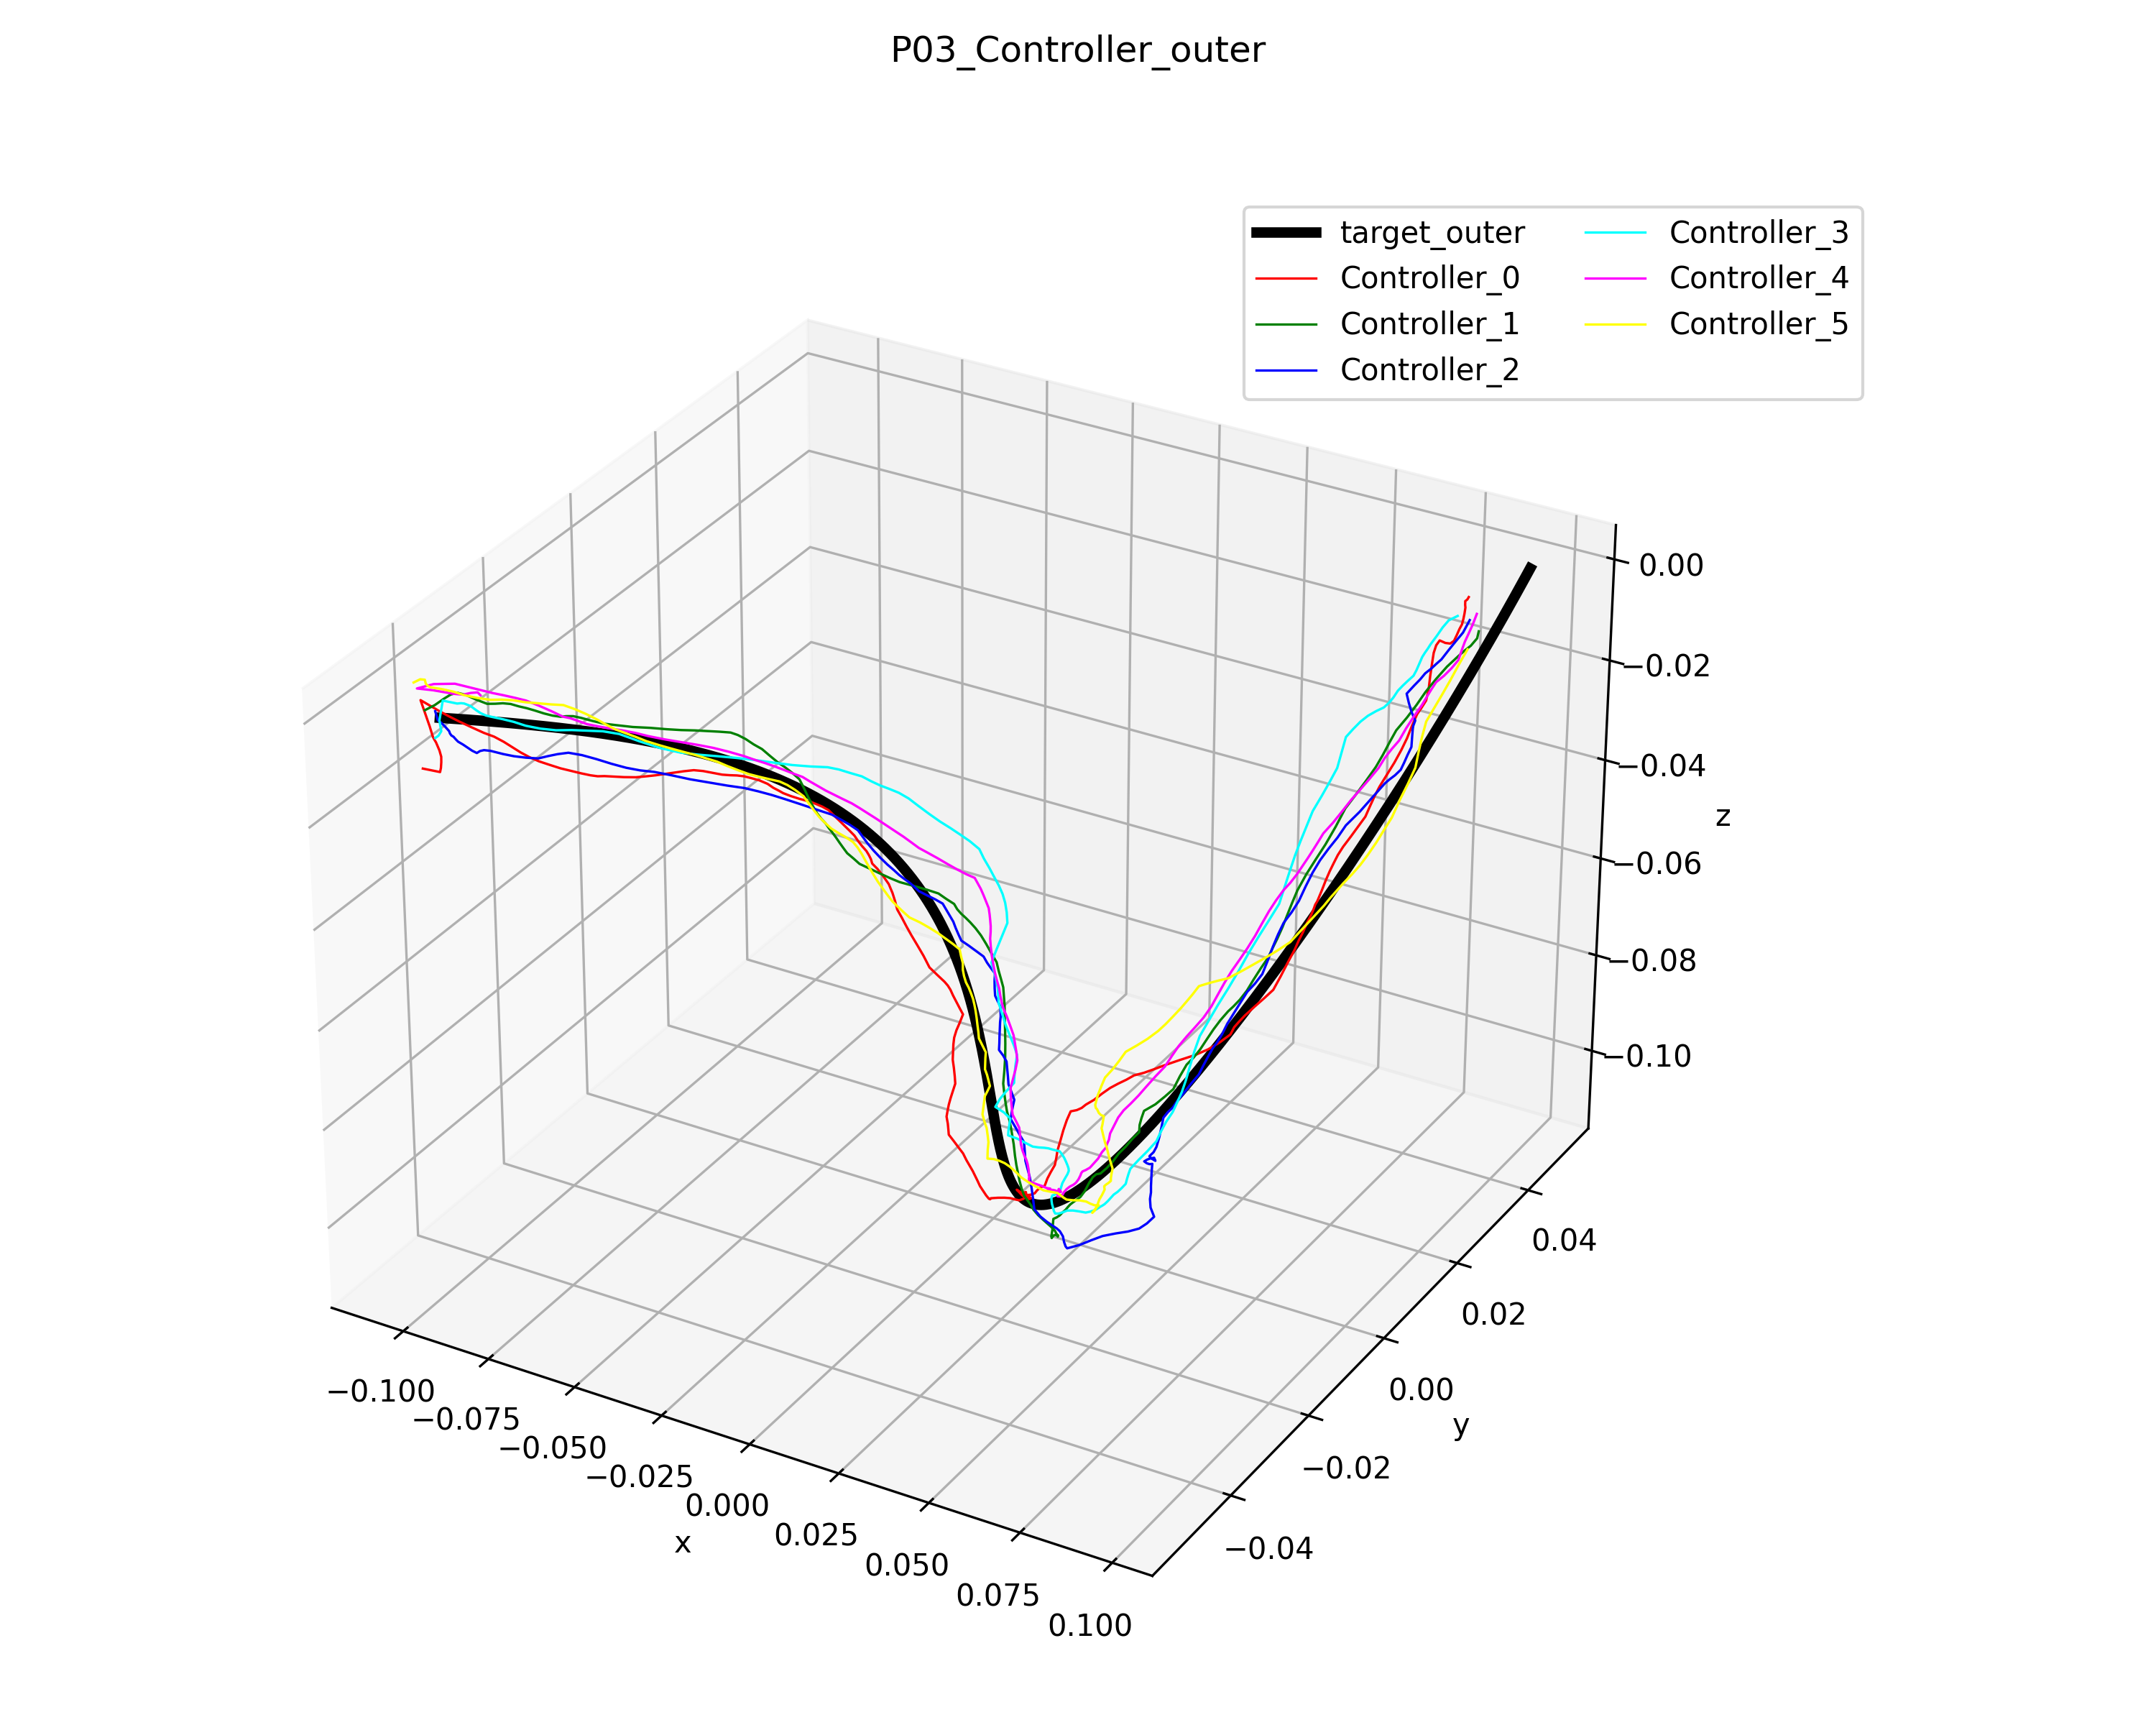 P03_Controller_outer
target_outer
Controller_0
Controller_1
Controller_2
Controller_3
Controller_4
Controller_5
0.00
−0.02
−0.04
−0.06
−0.08
−0.10
z
0.04
0.02
0.00
−0.02
−0.04
y
−0.100
−0.075
−0.050
−0.025
0.000
0.025
0.050
0.075
0.100
x